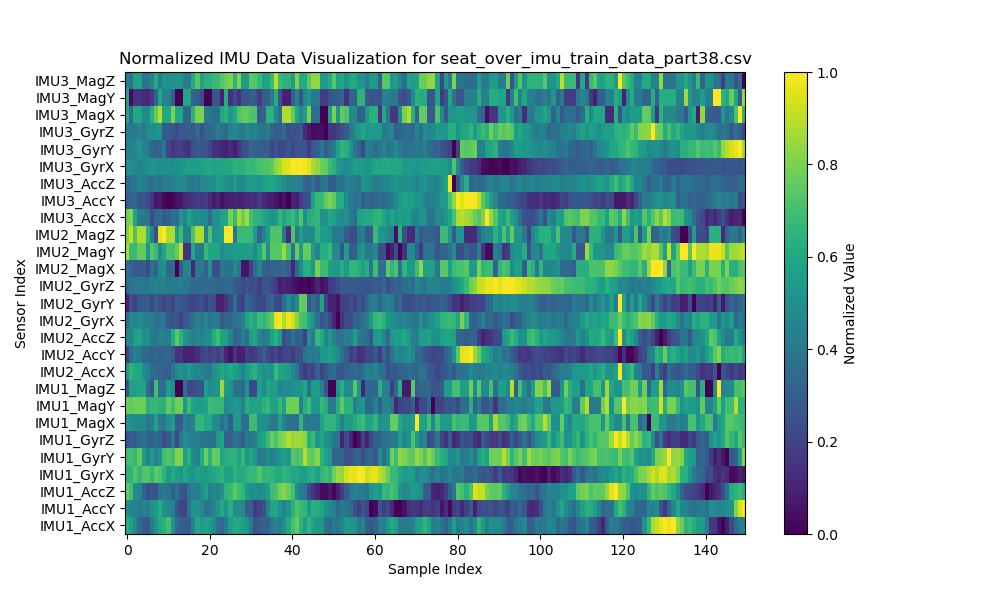 Normalized IMU Data Visualization for seat_over_imu_train_data_part38.csv
IMU3_MagZ
IMU3_MagY
IMU3_MagX
IMU3_GyrZ
IMU3_GyrY
IMU3_GyrX
IMU3_AccZ
IMU3_AccY
IMU3_AccX
IMU2_MagZ
IMU2_MagY
IMU2_MagX
IMU2_GyrZ
IMU2_GyrY
IMU2_GyrX
IMU2_AccZ
IMU2_AccY
IMU2_AccX
IMU1_MagZ
IMU1_MagY
IMU1_MagX
IMU1_GyrZ
IMU1_GyrY
IMU1_GyrX
IMU1_AccZ
IMU1_AccY
IMU1_AccX
Sensor Index
0 20 40 60 80 100 120 140
Sample Index
1.0
0.8
0.6
0.4
0.2
0.0
Normalized Value